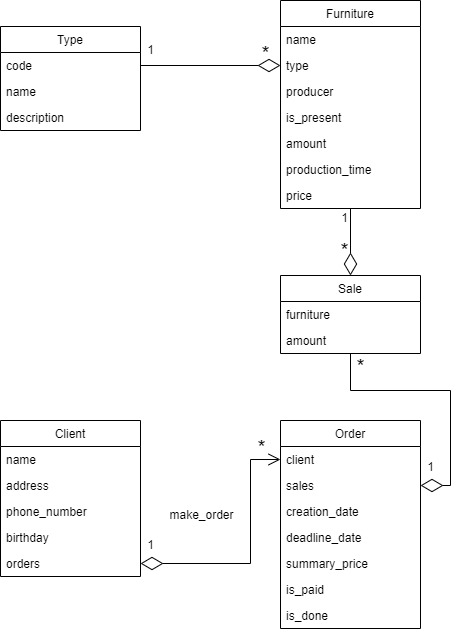 Furniture
name
type
producer
is_present
amount
production_time
price
Type
code
name
description
1
*
1
*
Sale
furniture
amount
*
Client
name
address
phone_number
birthday
orders
1
make_order
*
Order
client
sales
creation_date
deadline_date
summary_price
is_paid
is_done
1